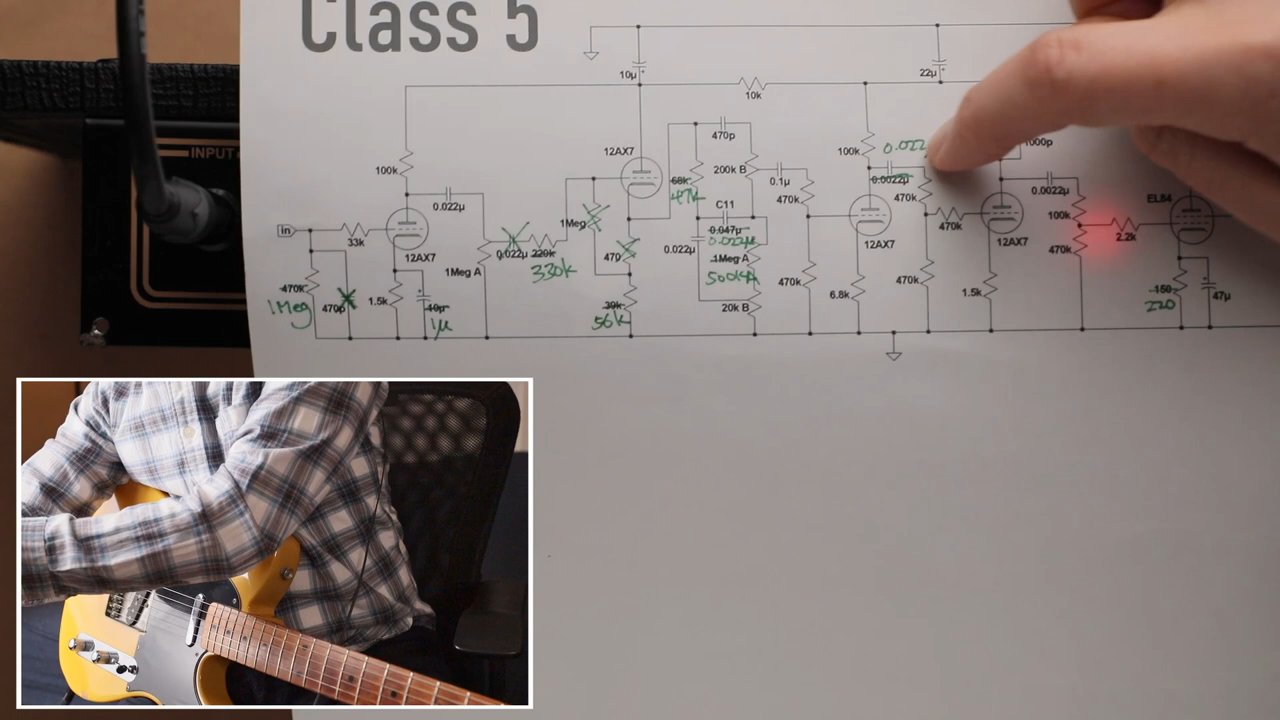 Class 5
INPUT
10µ
22µ
10k
12AX7
470p
100k
0.022
1000p
100k
68k
47k
200k B
0.1µ
0.0022µ
0.0022µ
EL84
0.022µ
1Meg
C11
470k
470k
100k
in
33k
0.047µ
0.022µ
470k
2.2k
12AX7
1Meg A
0.022µ
220k
330k
470
0.022µ
1Meg A
500kA
12AX7
12AX7
470k
470k
1Meg
470p
1.5k
10µ
1µ
39k
56k
20k B
470k
6.8k
470k
1.5k
150
220
47µ